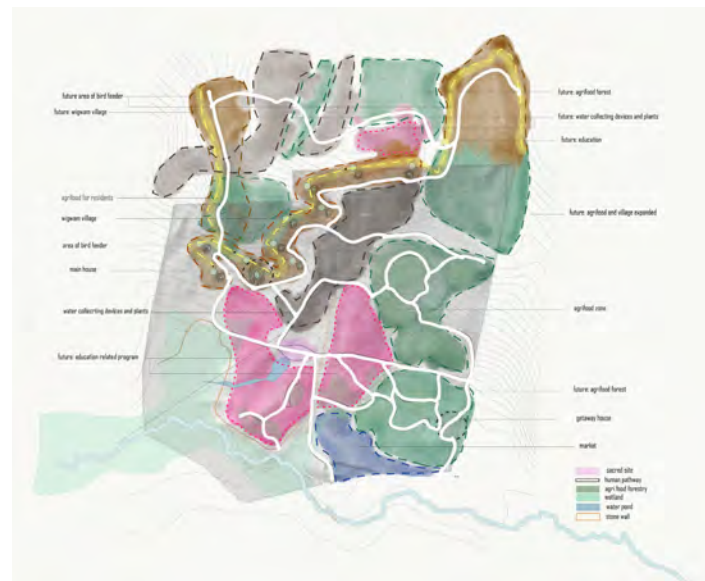 future area of bird feeder
future: wigwam village
agrifood for residents
wigwam village
area of bird feeder
main house
water collecrting devices and plants
future: education related program
future: agrifood forest
future: water collecting devices and plants
future: education
future: agrifood and village expanded
agrifood zone
future: agrifood forest
getaway house
market
sacred site
human pathway
agri food forestry
wetland
water pond
stone wall